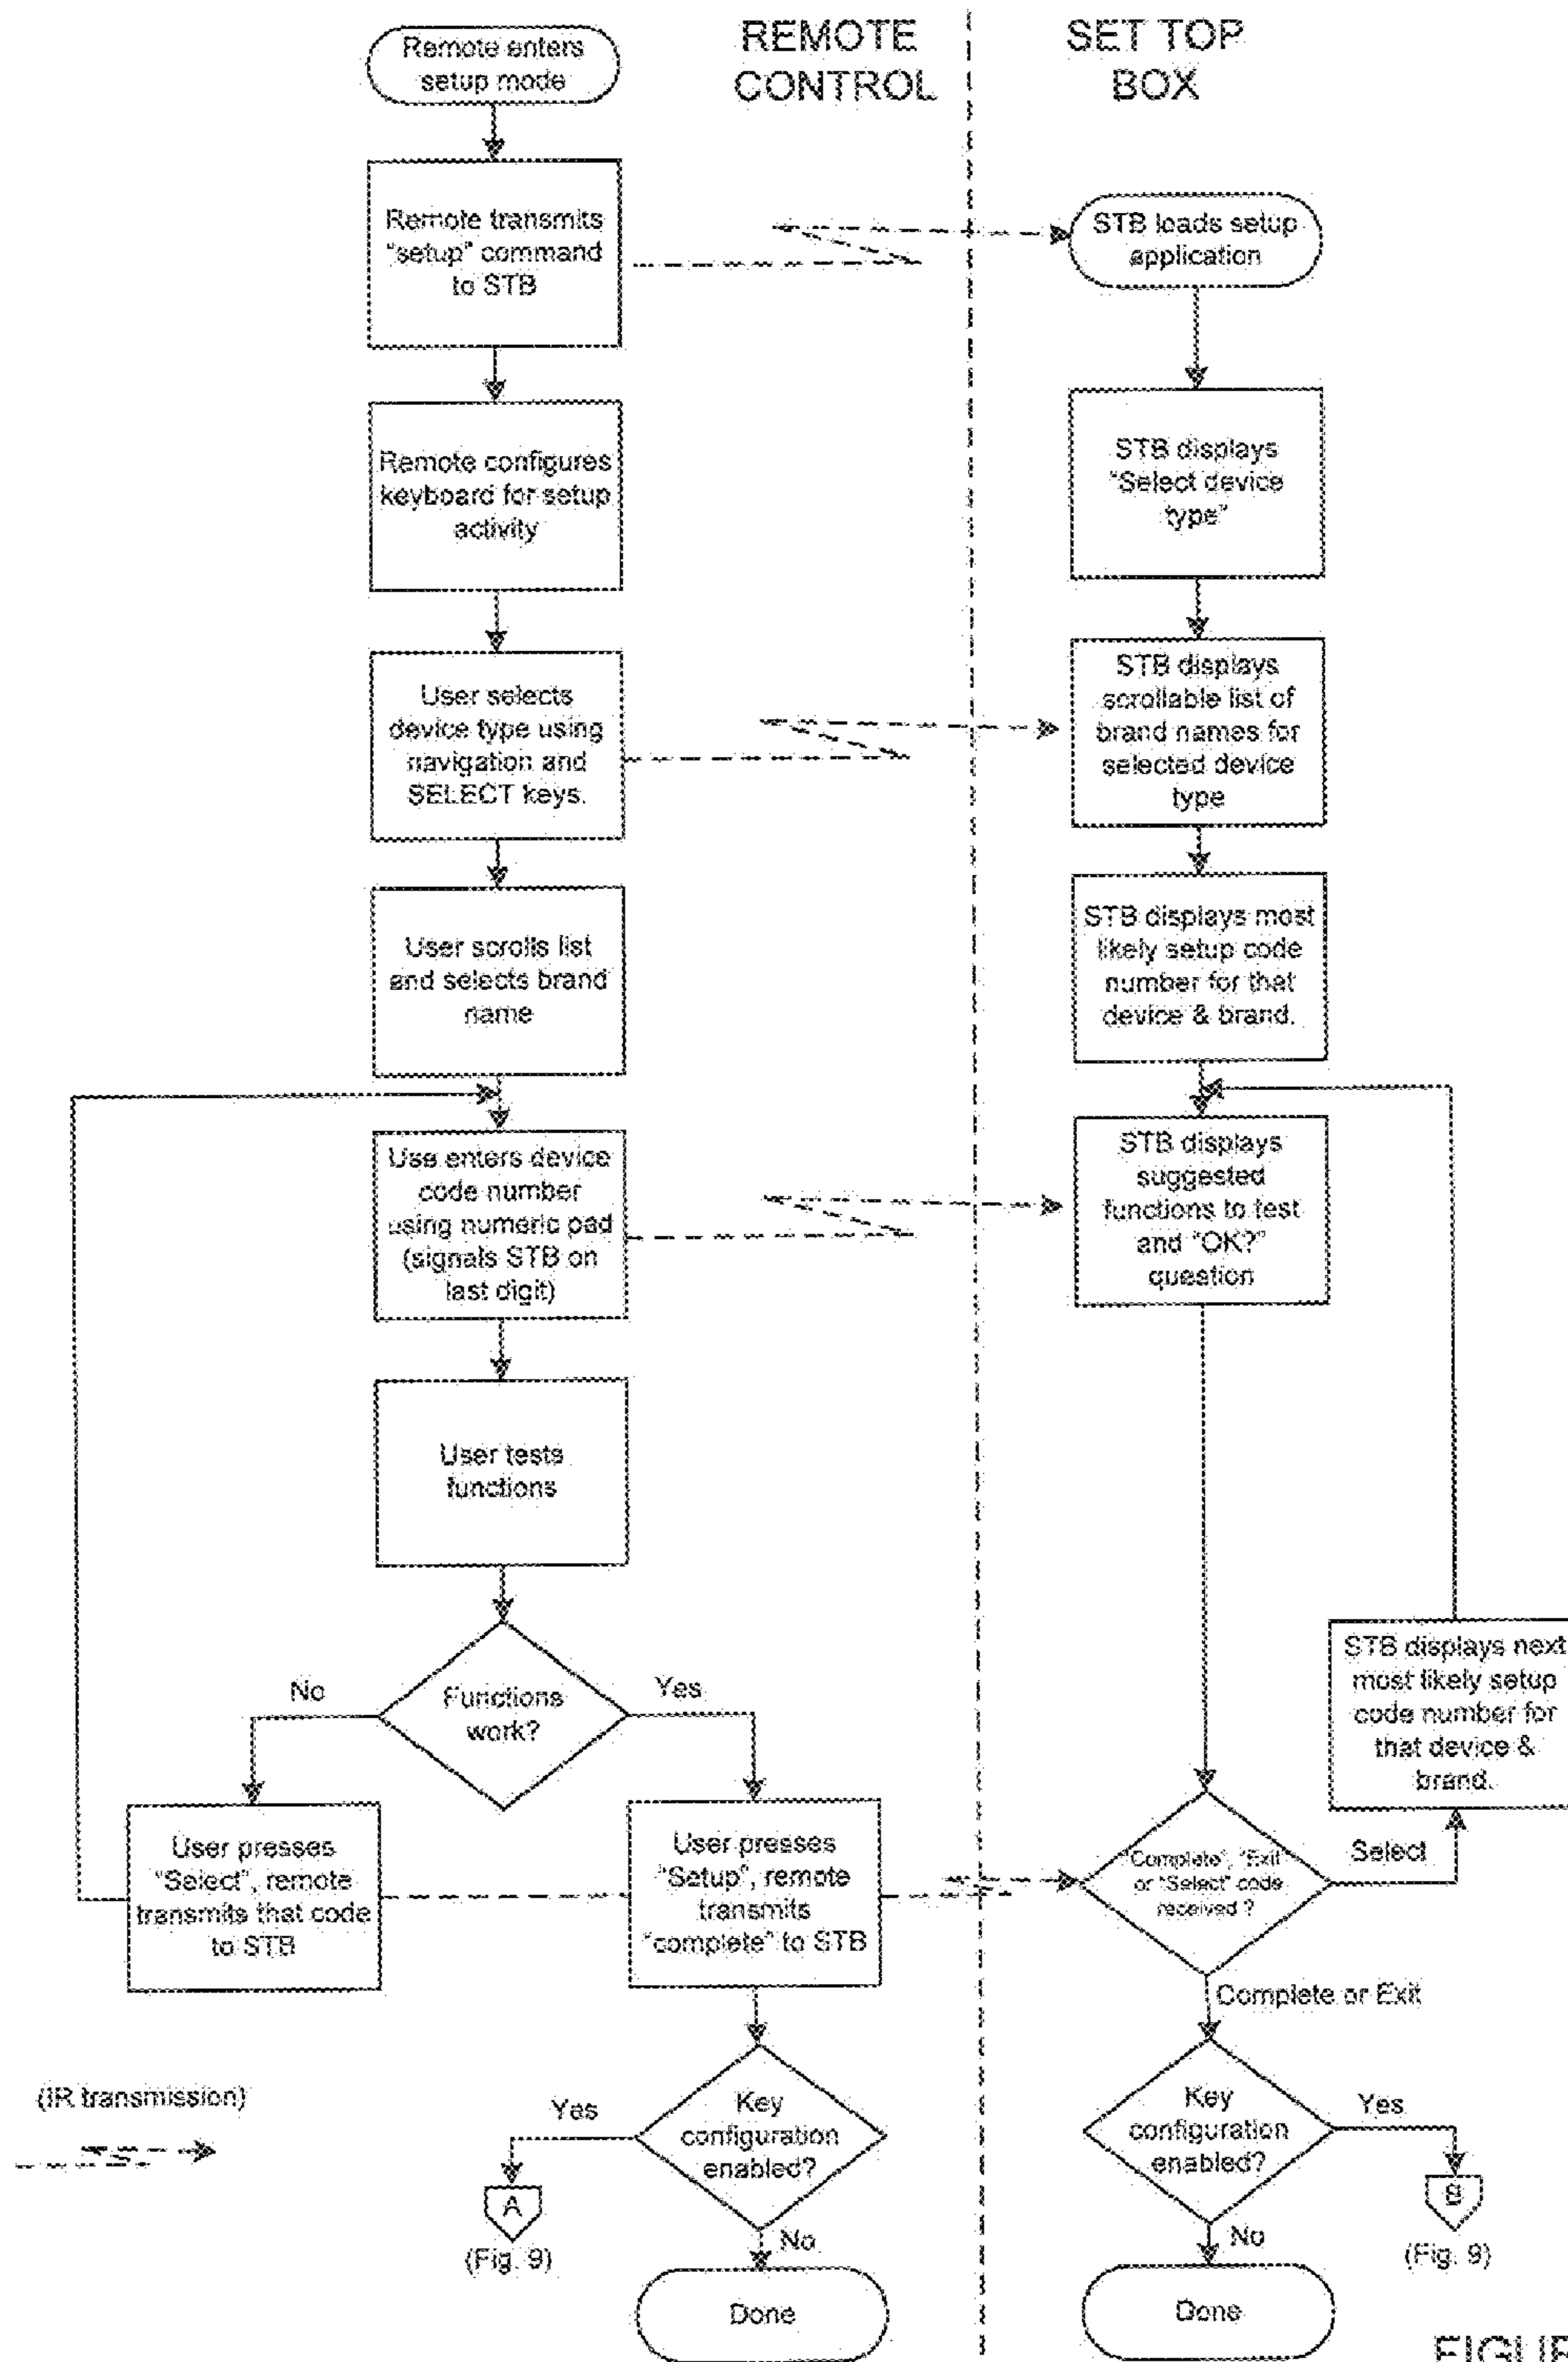 Remote enters
setup mode
REMOTE
CONTROL
SET TOP
BOX
Remote transmits
"setup" command
to STB
STB loads setup
application
Remote configures
keyboard for setup
activity
STB displays
"Select device
type"
User selects
device type using
navigation and
SELECT keys.
STB displays
scrollable list of
brand names for
selected device
type
User scrolls list
and selects brand
name
STB displays most
likely setup code
number for that
device & brand.
Use enters device
code number
using numeric pad
(signals STB on
last digit)
STB displays
suggested
functions to test
and "OK?"
question
User tests
functions
No
Functions
work?
Yes
STB displays next
most likely setup
code number for
that device &
brand.
User presses
"Select", remote
transmits that code
to STB
User presses
"Setup", remote
transmits
"complete" to STB
"Complete", "Exit"
or "Select" code
received ?
Select
Complete or Exit
(IR transmission)
Yes
Key
configuration
enabled?
Key
configuration
enabled?
Yes
A
(Fig. 9)
No
Done
No
Done
B
(Fig. 9)